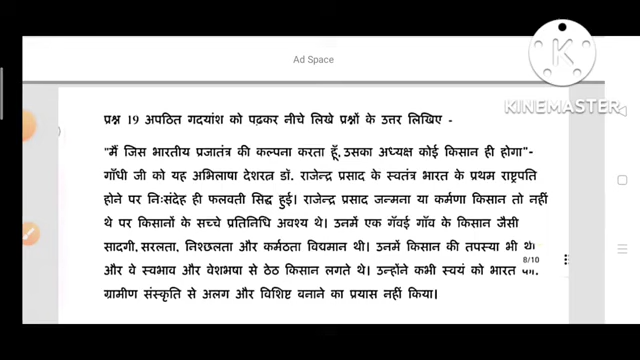 Ad Space
KINEMASTER
प्रश्न 19 अपठित गदयांश को पढ़कर नीचे लिखे प्रश्नों के उत्तर लिखिए -
"मैं जिस भारतीय प्रजातंत्र की कल्पना करता हूँ, उसका अध्यक्ष कोई किसान ही होगा"-
गाँधी जी को यह अभिलाषा देशरत्न डॉ. राजेन्द्र प्रसाद के स्वतंत्र भारत के प्रथम राष्ट्रपति
होने पर निःसंदेह ही फलवती सिद्ध हुई। राजेन्द्र प्रसाद जन्मना या कर्मणा किसान तो नहीं
थे पर किसानों के सच्चे प्रतिनिधि अवश्य थे। उनमें एक गँवई गाँव के किसान जैसी
सादगी, सरलता, निश्छलता और कर्मठता वियमान थी। उनमें किसान की तपस्या भी
और वे स्वभाव और वेशभषा से ठेठ किसान लगते थे। उन्होंने कभी स्वयं को भारत
8/10
ग्रामीण संस्कृति से अलग और विशिष्ट बनाने का प्रयास नहीं किया।